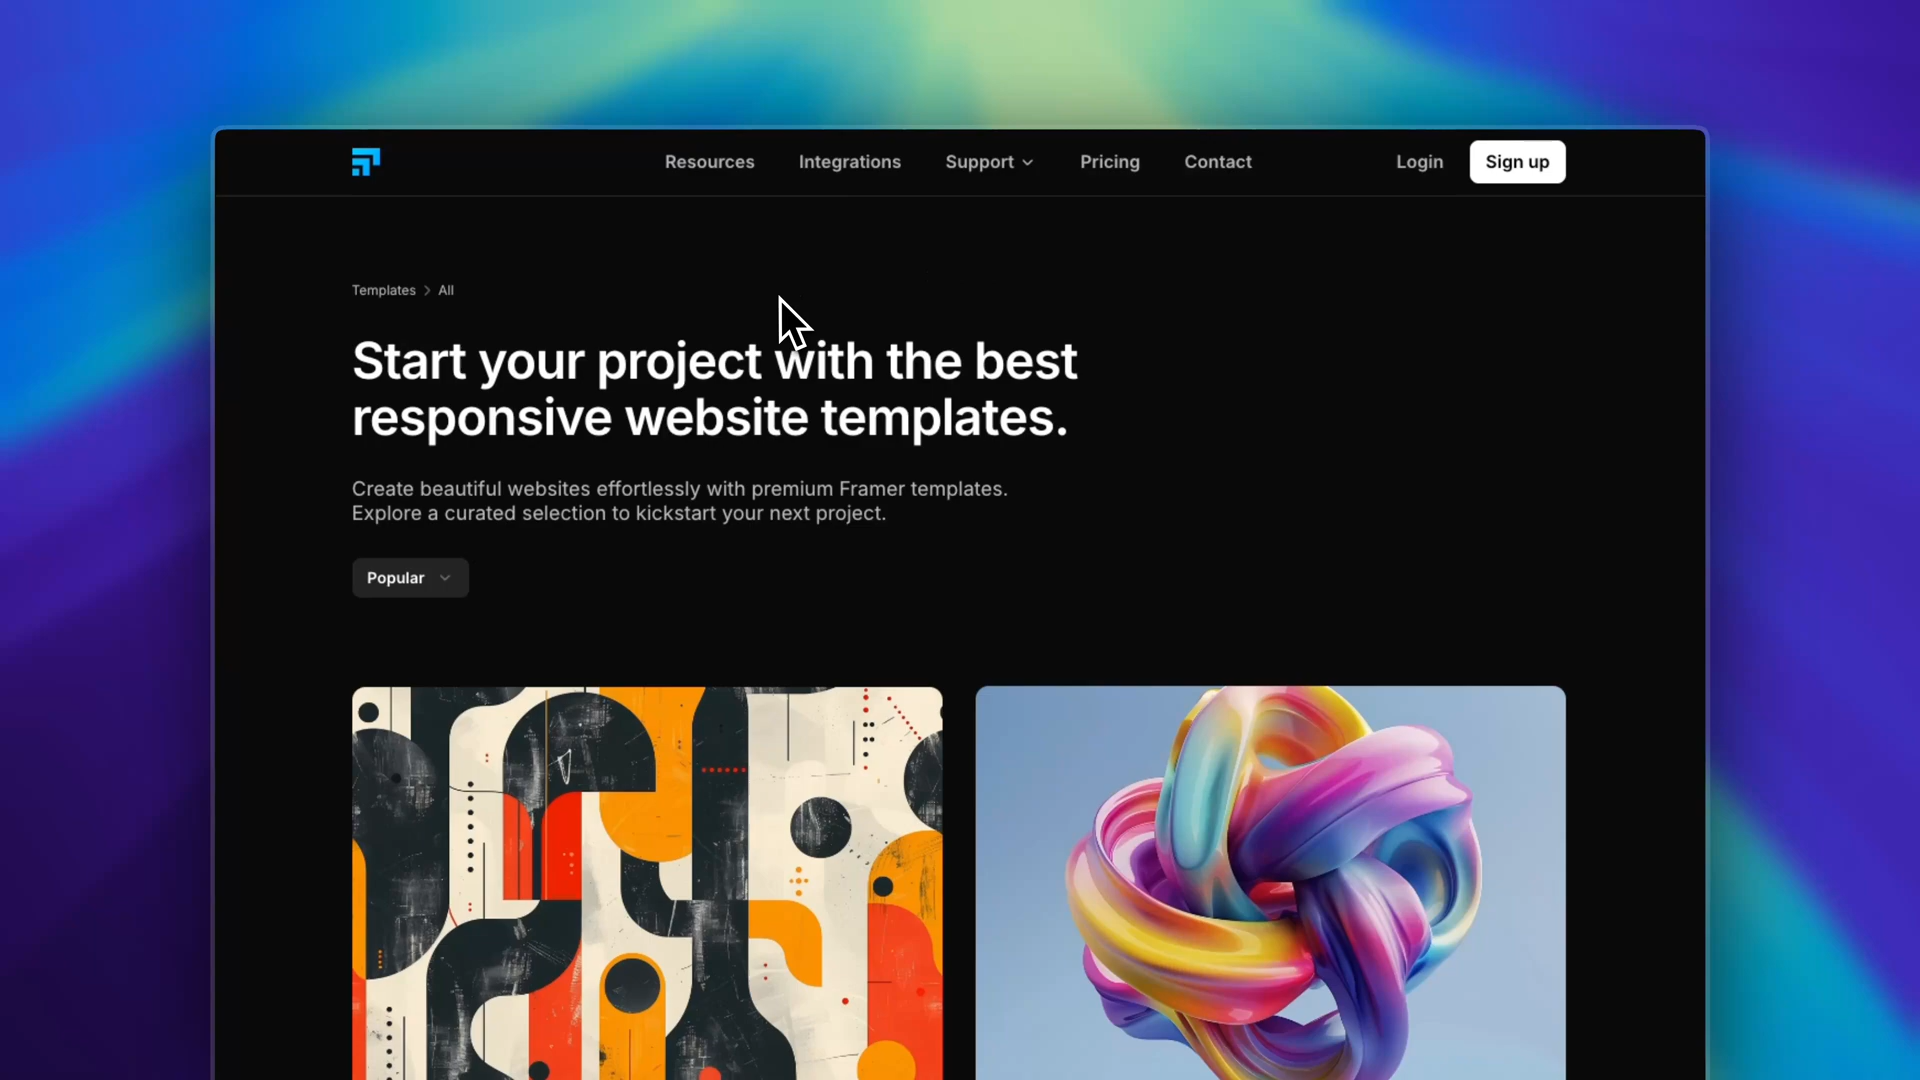 Resources Integrations Support Pricing Contact Login Sign up
Templates > All
Start your project with the best
responsive website templates.
Create beautiful websites effortlessly with premium Framer templates.
Explore a curated selection to kickstart your next project.
Popular